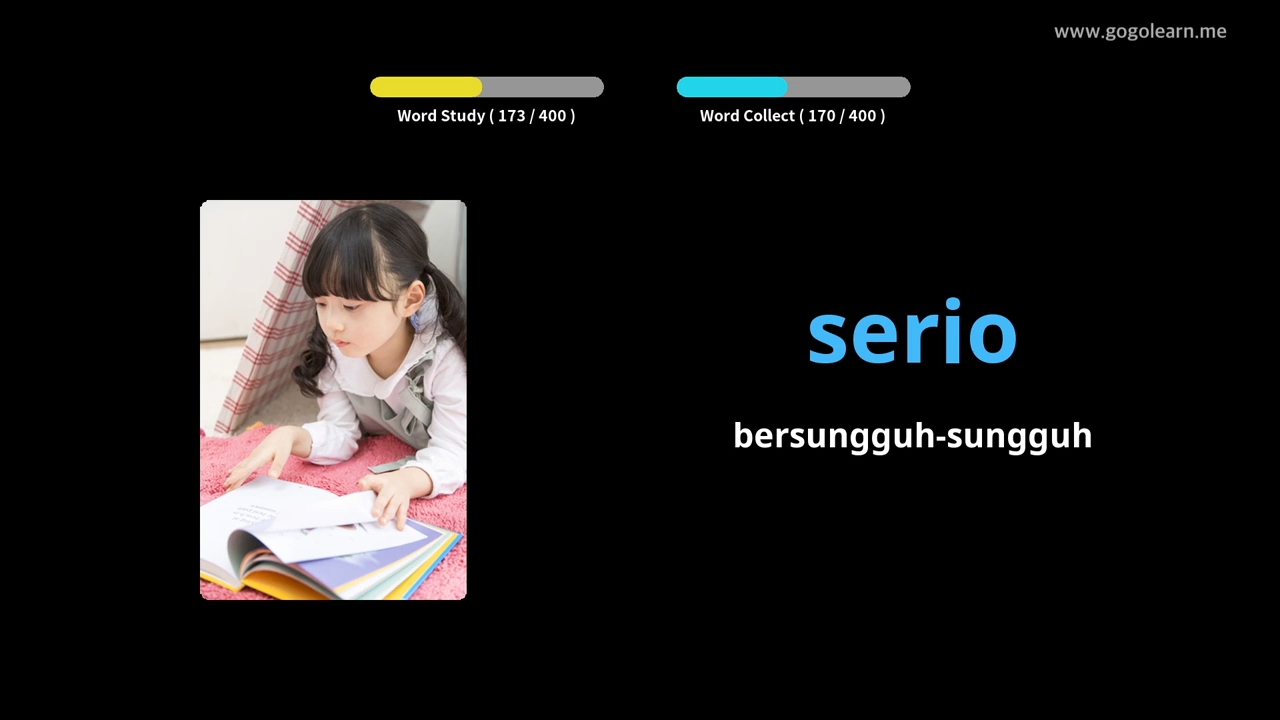 www.gogolearn.me
Word Study ( 173 / 400 )
Word Collect ( 170 / 400 )
serio
bersungguh-sungguh